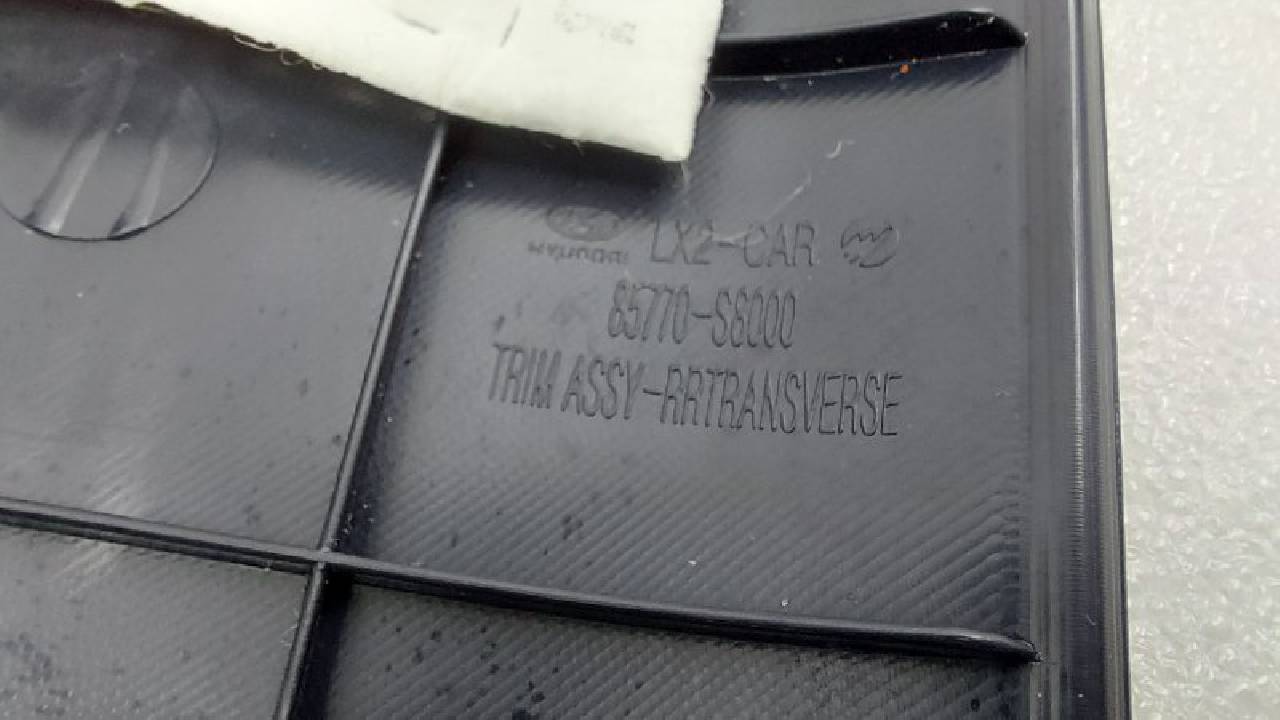 HYUNDAI LX2-CAR
85770-S8000
TRIM ASSY-RRTRANSVERSE